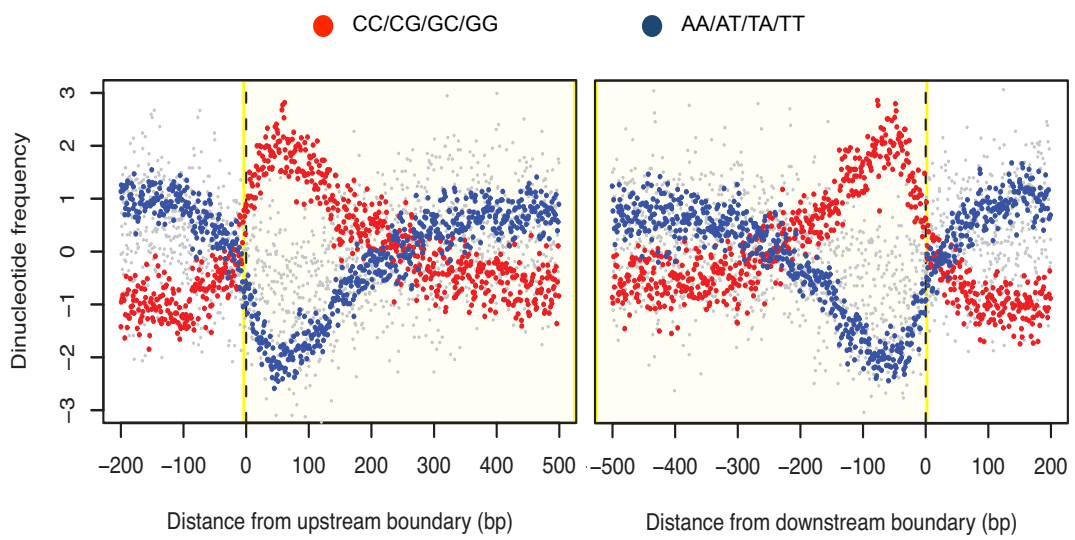 CC/CG/GC/GG AA/AT/TA/TT
Dinucleotide frequency
3
2
1
0
−1
−2
−3
−200 −100 0 100 200 300 400 500
−500 −400 −300 −200 −100 0 100 200
Distance from upstream boundary (bp)
Distance from downstream boundary (bp)